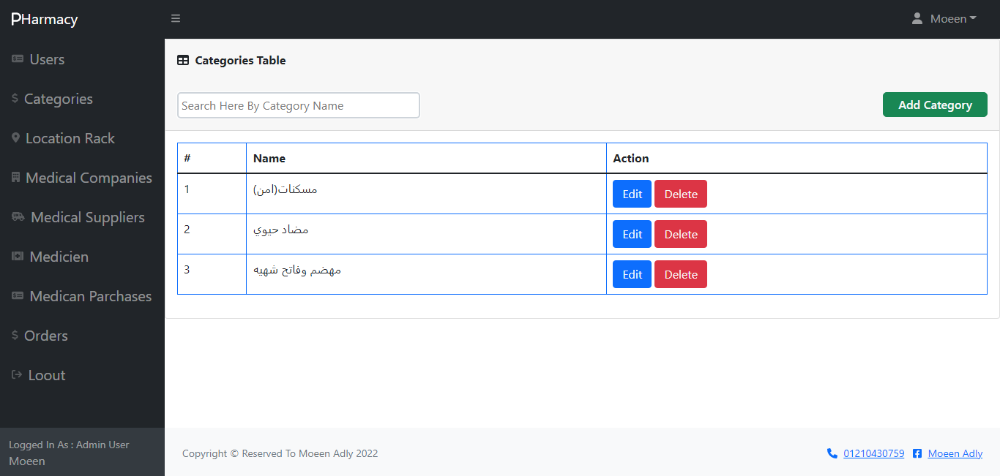 PHarmacy
Moeen
Users
Categories
Location Rack
Medical Companies
Medical Suppliers
Medicien
Medican Parchases
Orders
Loout
Logged In As : Admin User
Moeen
Categories Table
Search Here By Category Name
Add Category
# Name Action
1 مسكنات(امن) Edit Delete
2 مضاد حيوي Edit Delete
3 مهضم وفاتح شهيه Edit Delete
Copyright © Reserved To Moeen Adly 2022
01210430759 Moeen Adly